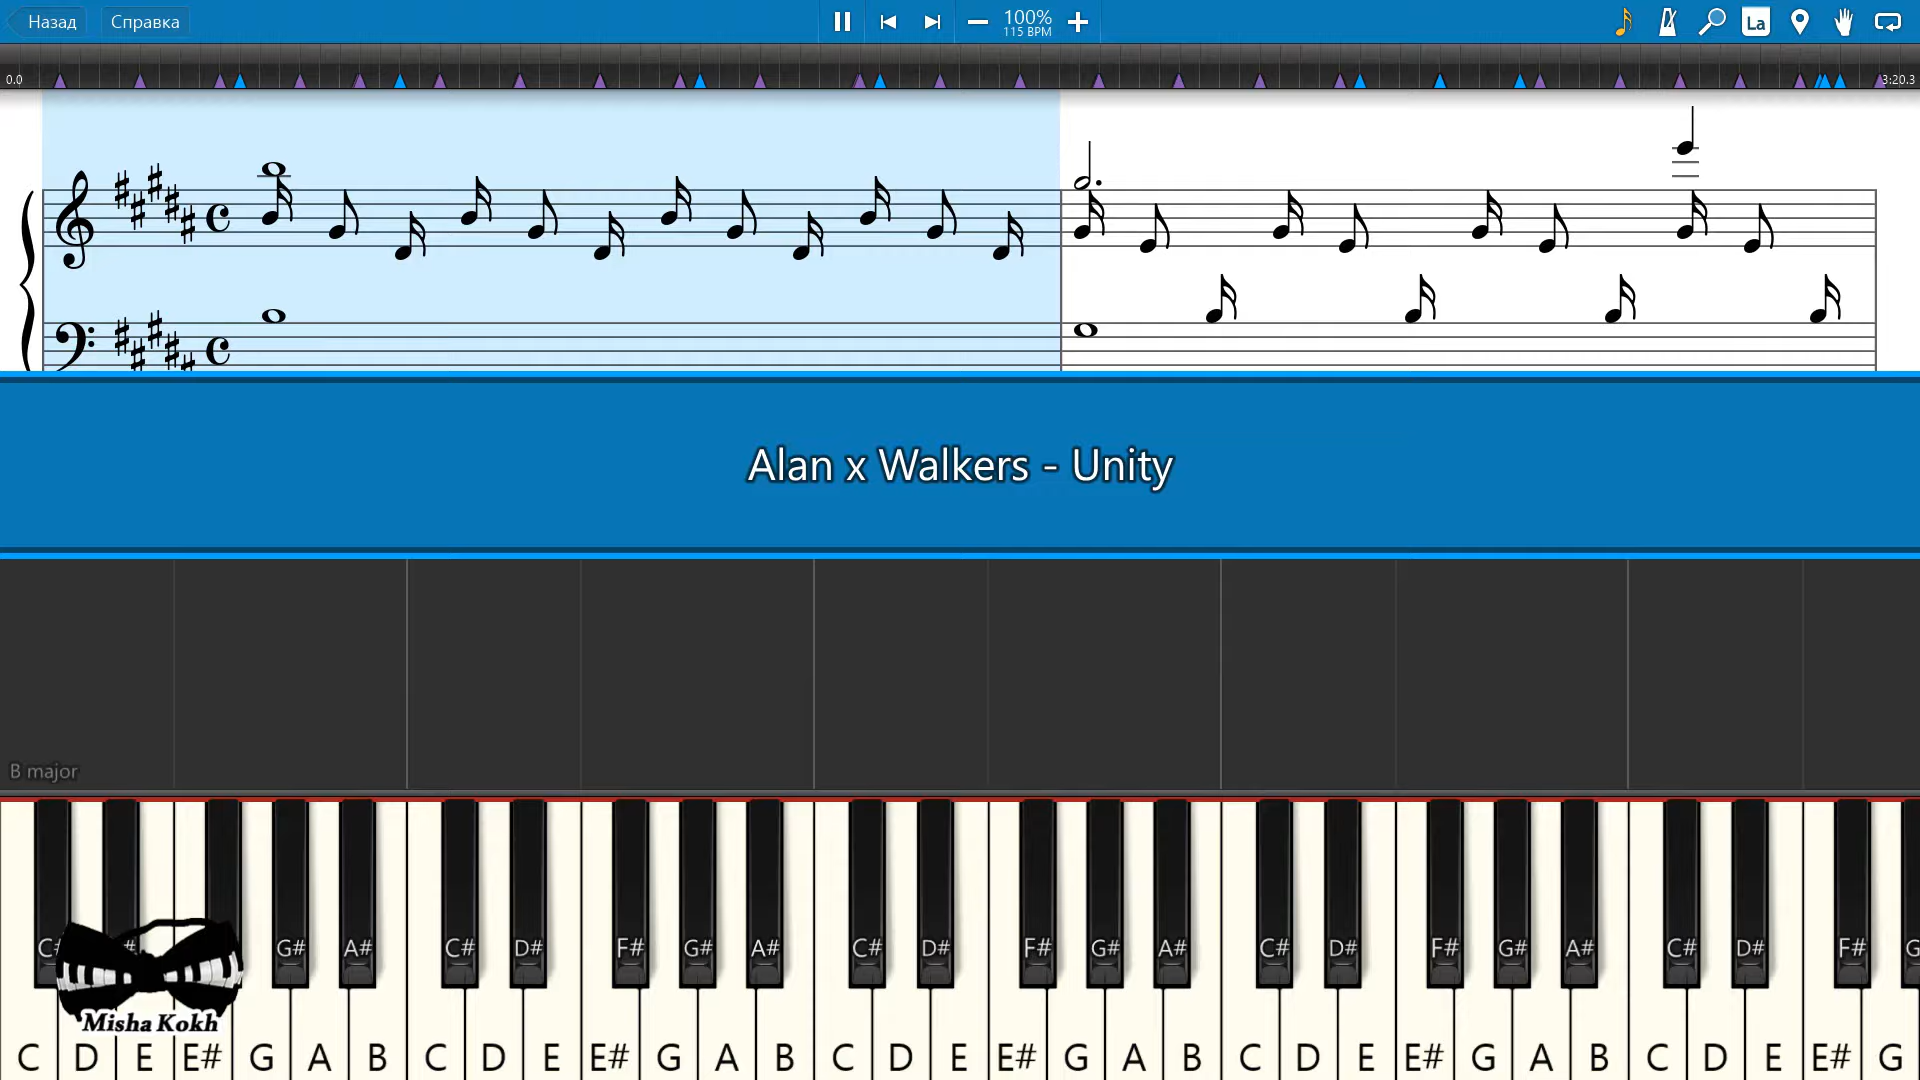 Назад Справка 100% La
115 BPM
0.0 3:20.3
Alan x Walkers - Unity
B major
C# # G# A# C# D# F# G# A# C# D# F# G# A# C# D# F# G# A# C# D# F# G
Misha Kokh
C D E E# G A B C D E E# G A B C D E E# G A B C D E E# G A B C D E E# G